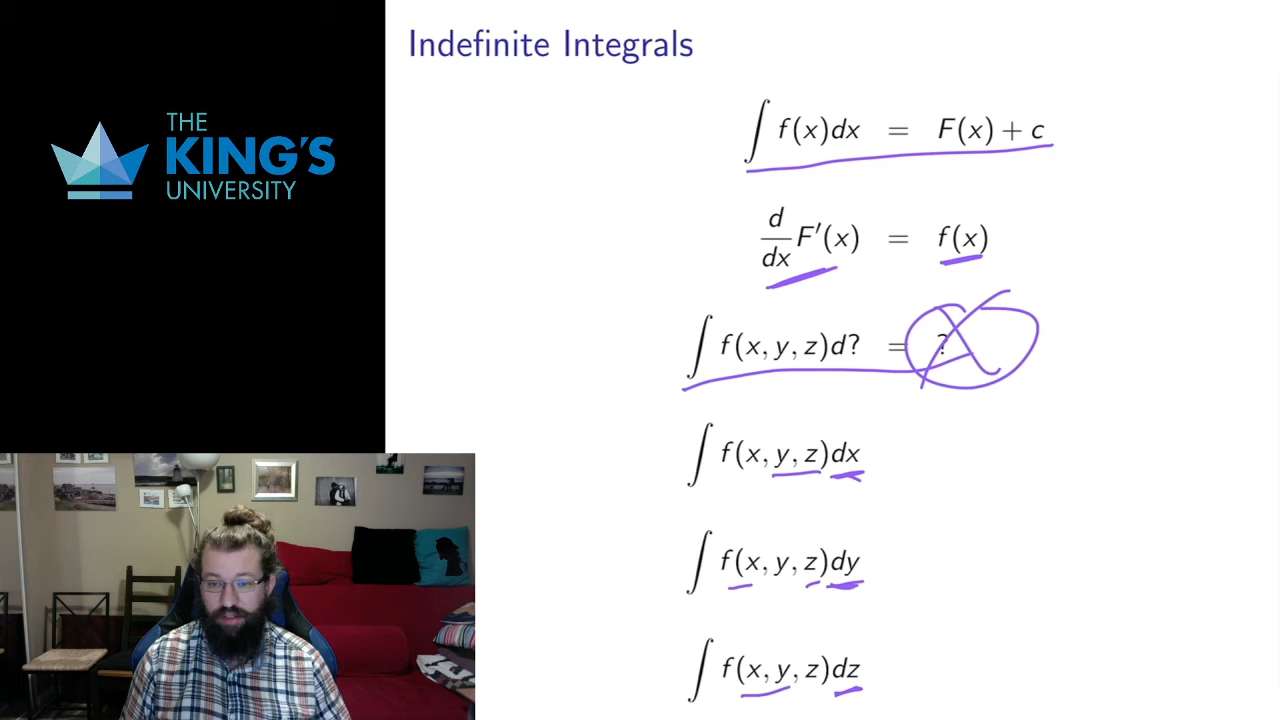 THE
KING'S
UNIVERSITY
Indefinite Integrals
∫ f(x)dx = F(x) + c
d/dx F′(x) = f(x)
∫ f(x, y, z)d? = ?
∫ f(x, y, z)dx
∫ f(x, y, z)dy
∫ f(x, y, z)dz